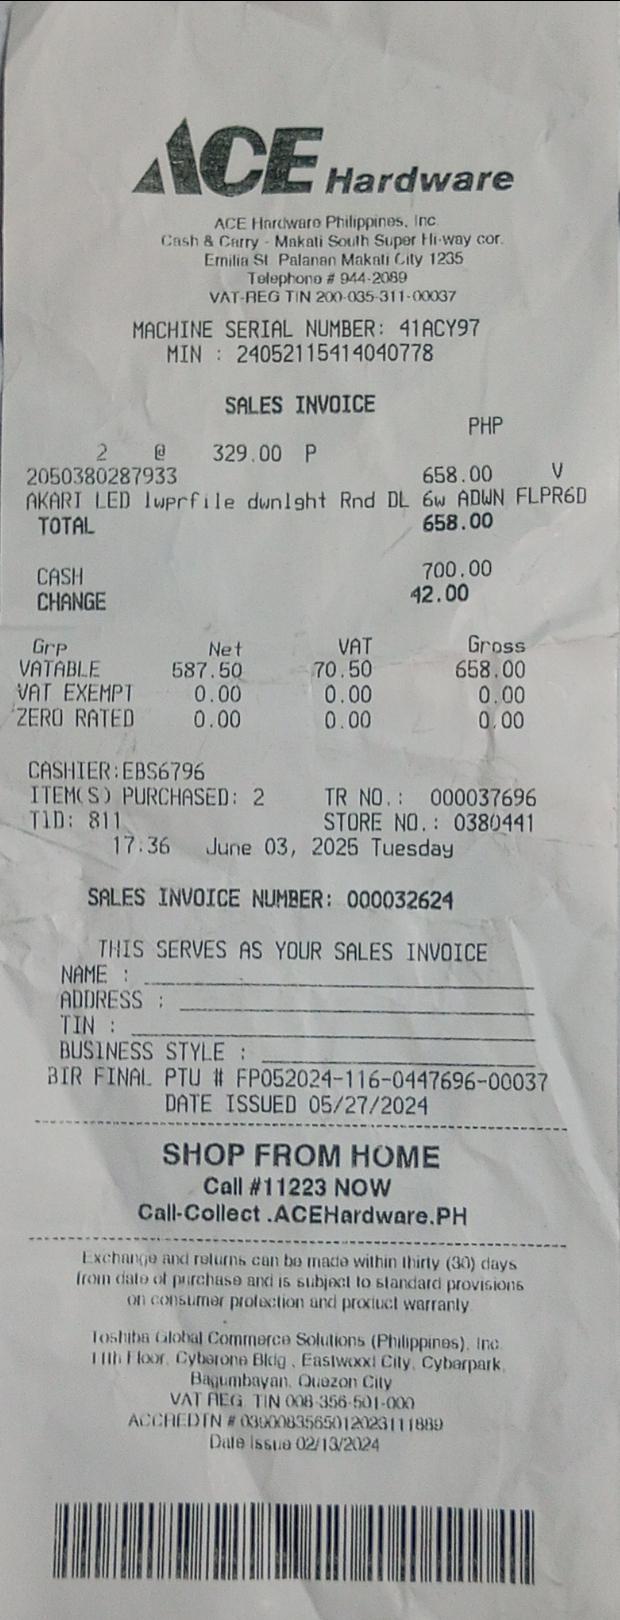 ACE Hardware
ACE Hardware Philippines, Inc.
Cash & Carry - Makati South Super Hi-way cor.
Emilia St. Palanan Makati City 1235
Telephone # 944-2089
VAT-REG TIN 200-035-311-00037
MACHINE SERIAL NUMBER: 41ACY97
MIN : 24052115414040778
SALES INVOICE
PHP
2 @ 329.00 P
2050380287933 658.00 V
AKARI LED lwprfile dwnlght Rnd DL 6w ADWN FLPR6D
TOTAL 658.00
CASH 700.00
CHANGE 42.00
Grp Net VAT Gross
VATABLE 587.50 70.50 658.00
VAT EXEMPT 0.00 0.00 0.00
ZERO RATED 0.00 0.00 0.00
CASHIER:EBS6796
ITEM(S) PURCHASED: 2 TR NO.: 000037696
TID: 811 STORE NO.: 0380441
17:36 June 03, 2025 Tuesday
SALES INVOICE NUMBER: 000032624
THIS SERVES AS YOUR SALES INVOICE
NAME :
ADDRESS :
TIN :
BUSINESS STYLE :
BIR FINAL PTU # FP052024-116-0447696-00037
DATE ISSUED 05/27/2024
SHOP FROM HOME
Call #11223 NOW
Call-Collect .ACEHardware.PH
Exchange and returns can be made within thirty (30) days
from date of purchase and is subject to standard provisions
on consumer protection and product warranty.
Toshiba Global Commerce Solutions (Philippines), Inc.
11th Floor, Cyberone Bldg., Eastwood City, Cyberpark,
Bagumbayan, Quezon City
VAT REG. TIN 008-356-501-000
ACCREDTN # 0390083565012023111889
Date Issue 02/13/2024